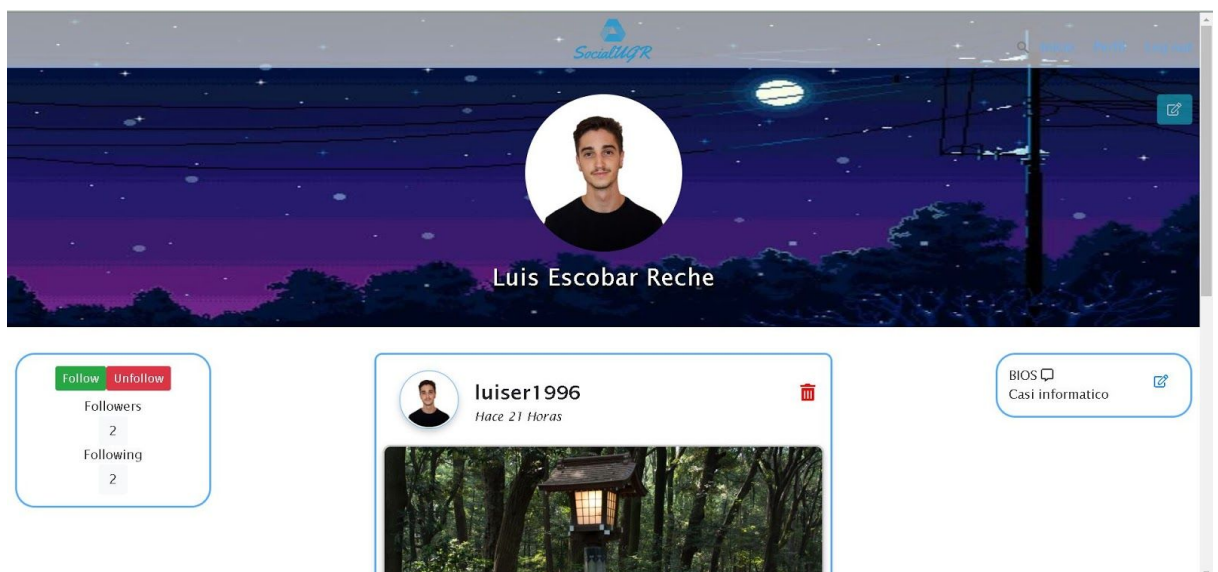 SocialUGR
Luis Escobar Reche
Follow Unfollow
Followers
2
Following
2
luiser1996
Hace 21 Horas
BIOS
Casi informatico